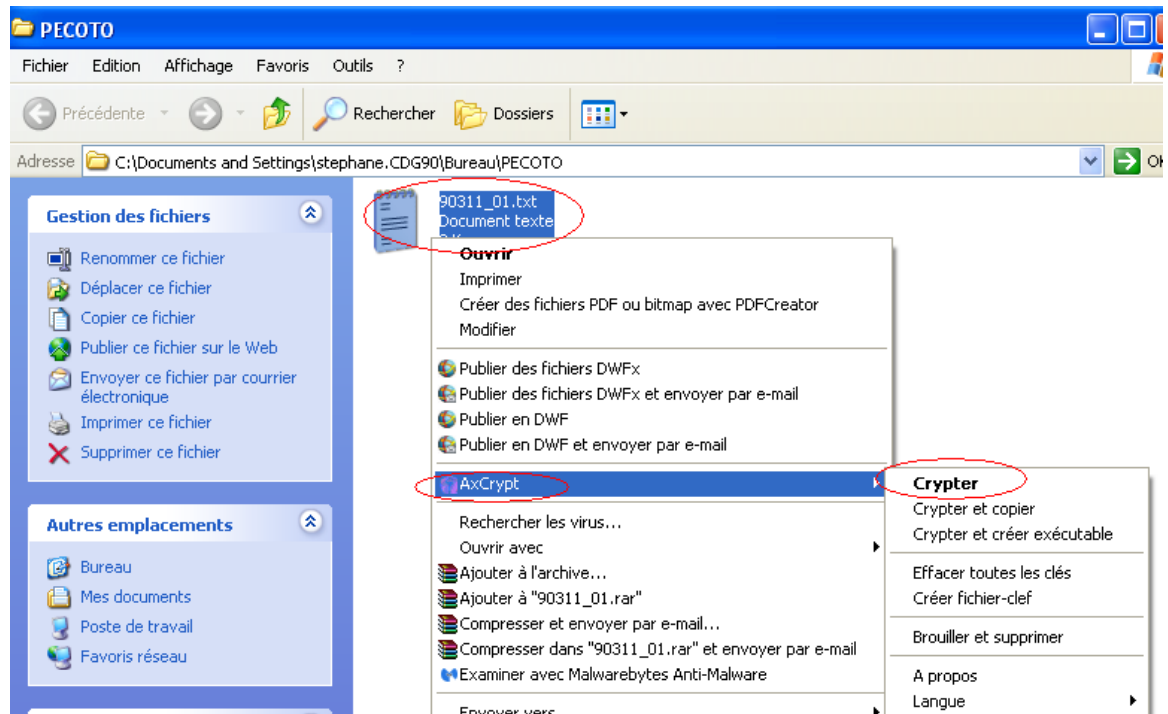 PECOTO
Fichier Edition Affichage Favoris Outils ?
Précédente Rechercher Dossiers
Adresse C:\Documents and Settings\stephane.CDG90\Bureau\PECOTO
Gestion des fichiers
Renommer ce fichier
Déplacer ce fichier
Copier ce fichier
Publier ce fichier sur le Web
Envoyer ce fichier par courrier
électronique
Imprimer ce fichier
Supprimer ce fichier
Autres emplacements
Bureau
Mes documents
Poste de travail
Favoris réseau
90311_01.txt
Document texte
Ouvrir
Imprimer
Créer des fichiers PDF ou bitmap avec PDFCreator
Modifier
Publier des fichiers DWFx
Publier des fichiers DWFx et envoyer par e-mail
Publier en DWF
Publier en DWF et envoyer par e-mail
AxCrypt
Rechercher les virus...
Ouvrir avec
Ajouter à l'archive...
Ajouter à "90311_01.rar"
Compresser et envoyer par e-mail...
Compresser dans "90311_01.rar" et envoyer par e-mail
Examiner avec Malwarebytes Anti-Malware
Envoyer vers
Crypter
Crypter et copier
Crypter et créer exécutable
Effacer toutes les clés
Créer fichier-clef
Brouiller et supprimer
A propos
Langue